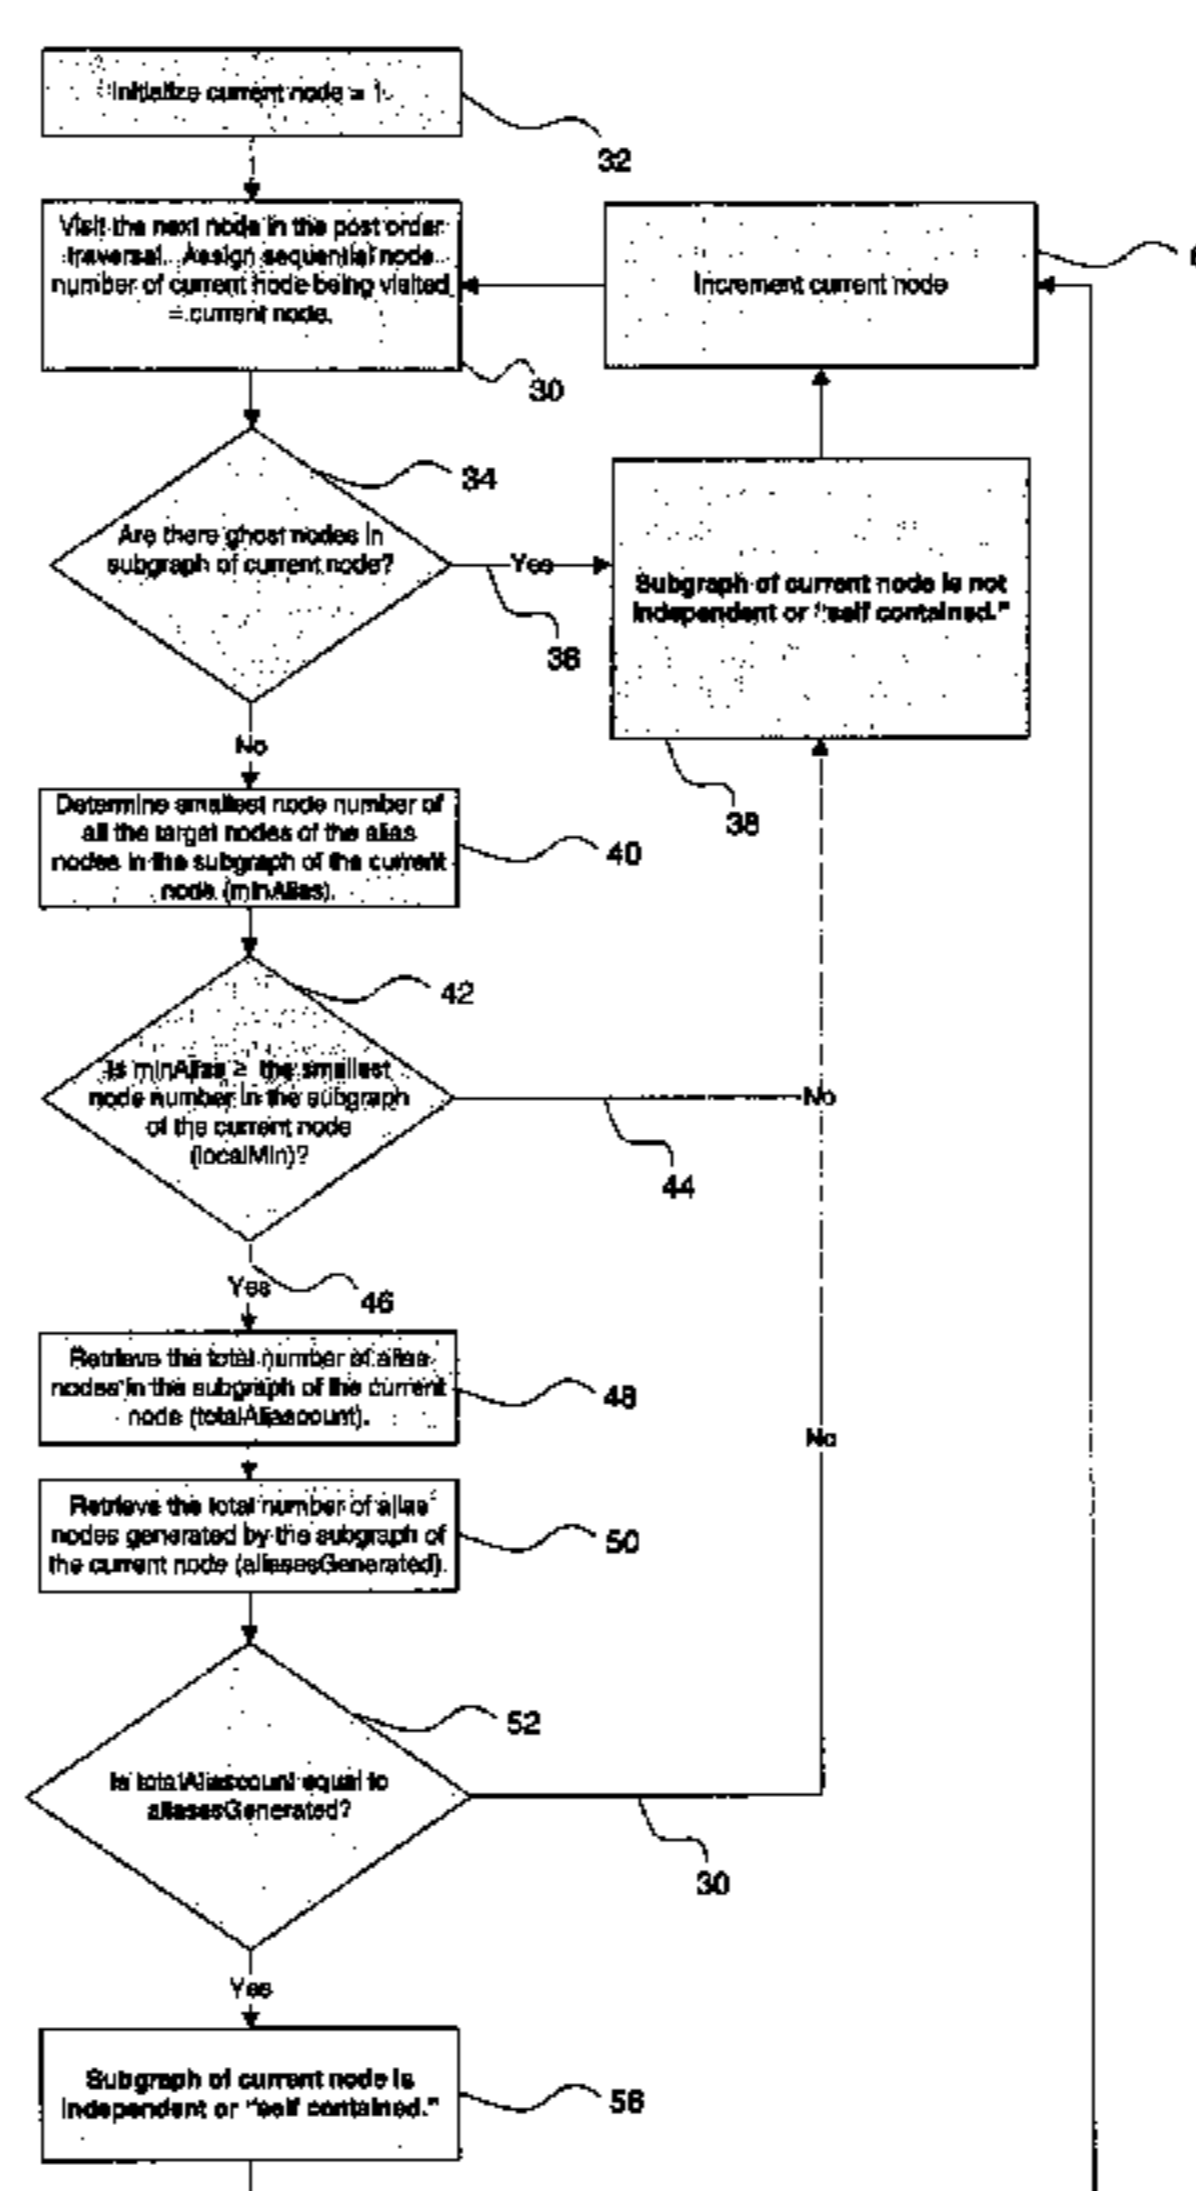 Initialize current node = 1
32
Visit the next node in the post order
traversal. Assign sequential node
number of current node being visited
= current node.
30
Increment current node
34
Are there ghost nodes in
subgraph of current node?
Yes
36
Subgraph of current node is not
independent or "self contained."
38
No
Determine smallest node number of
all the target nodes of the alias
nodes in the subgraph of the current
node (minAlias).
40
42
Is minAlias ≥ the smallest
node number in the subgraph
of the current node
(localMin)?
No
44
Yes
46
Retrieve the total number of alias
nodes in the subgraph of the current
node (totalAliascount).
48
No
Retrieve the total number of alias
nodes generated by the subgraph of
the current node (aliasesGenerated).
50
52
Is totalAliascount equal to
aliasesGenerated?
30
Yes
Subgraph of current node is
independent or "self contained."
56